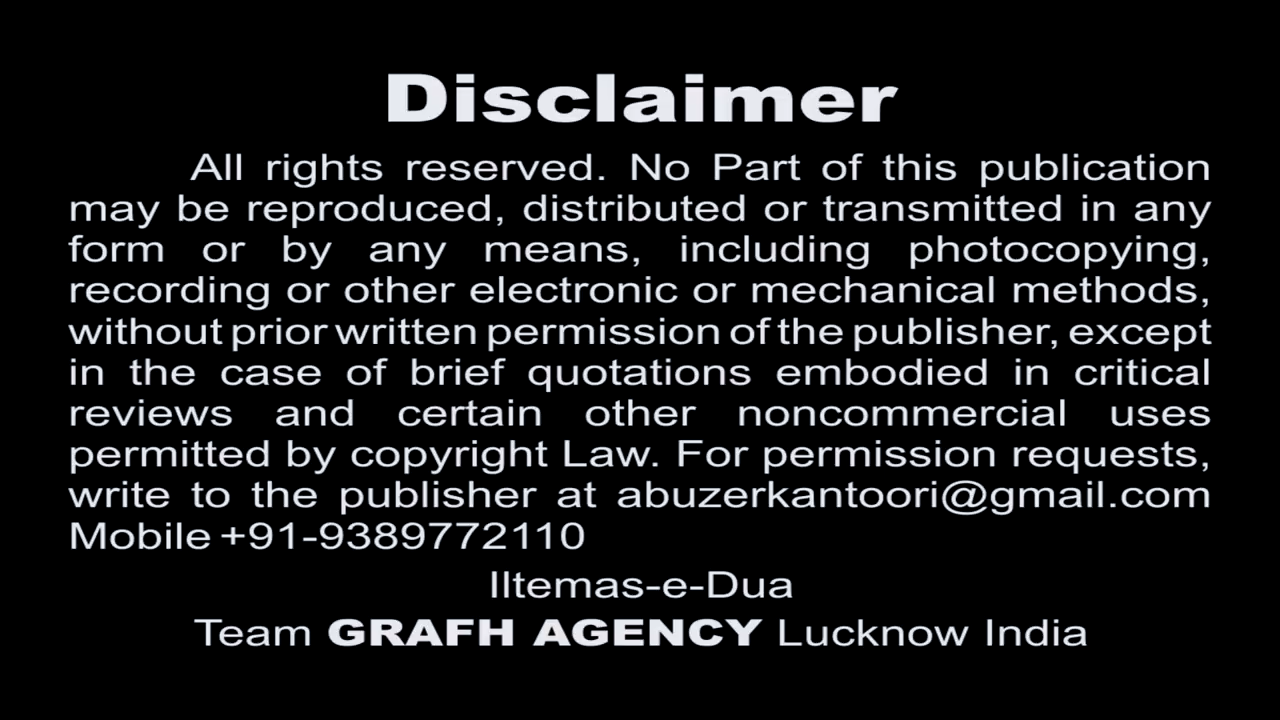 Disclaimer
All rights reserved. No Part of this publication
may be reproduced, distributed or transmitted in any
form or by any means, including photocopying,
recording or other electronic or mechanical methods,
without prior written permission of the publisher, except
in the case of brief quotations embodied in critical
reviews and certain other noncommercial uses
permitted by copyright Law. For permission requests,
write to the publisher at abuzerkantoori@gmail.com
Mobile +91-9389772110
IItemas-e-Dua
Team GRAFH AGENCY Lucknow India